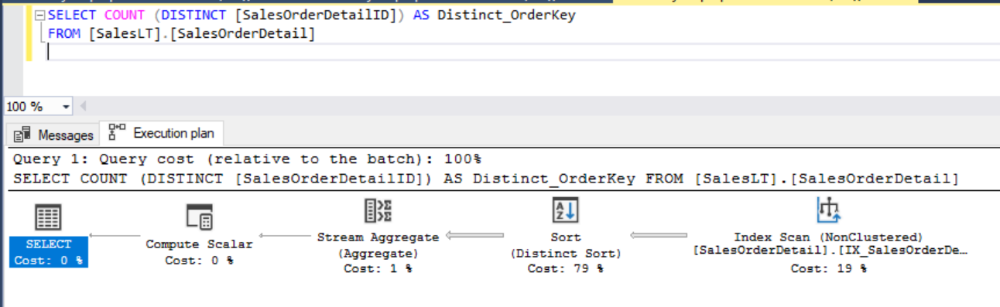 SELECT COUNT (DISTINCT [SalesOrderDetailID]) AS Distinct_OrderKey
FROM [SalesLT].[SalesOrderDetail]
100 %
Messages
Execution plan
Query 1: Query cost (relative to the batch): 100%
SELECT COUNT (DISTINCT [SalesOrderDetailID]) AS Distinct_OrderKey FROM [SalesLT].[SalesOrderDetail]
SELECT
Cost: 0 %
Compute Scalar
Cost: 0 %
Stream Aggregate
(Aggregate)
Cost: 1 %
Sort
(Distinct Sort)
Cost: 79 %
Index Scan (NonClustered)
[SalesOrderDetail].[IX_SalesOrderDe…
Cost: 19 %